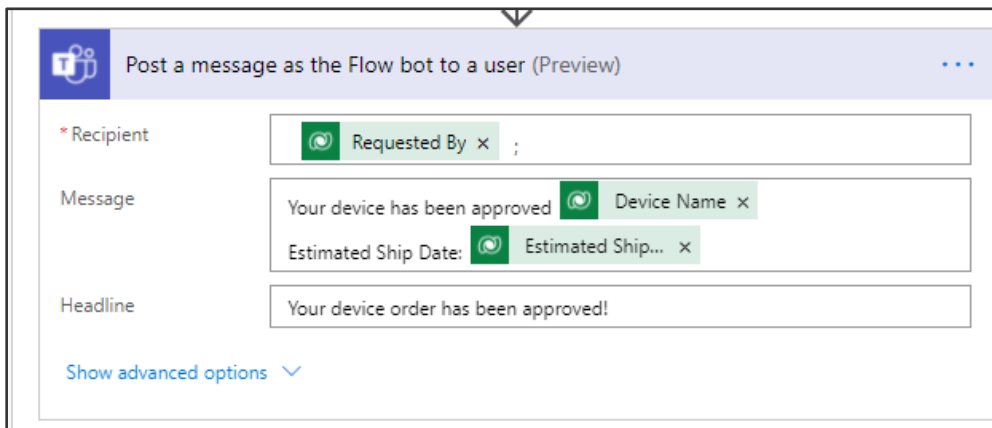 Post a message as the Flow bot to a user (Preview)
* Recipient
Requested By × ;
Message
Your device has been approved Device Name ×
Estimated Ship Date: Estimated Ship... ×
Headline
Your device order has been approved!
Show advanced options